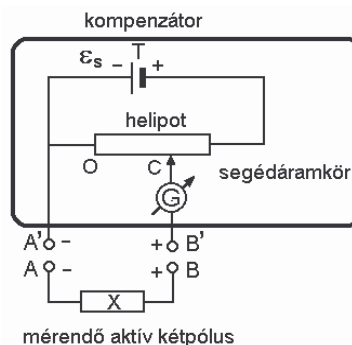 kompenzátor
εs − T +
helipot
O C segédáramkör
G
A' − + B'
A − + B
X
mérendő aktív kétpólus